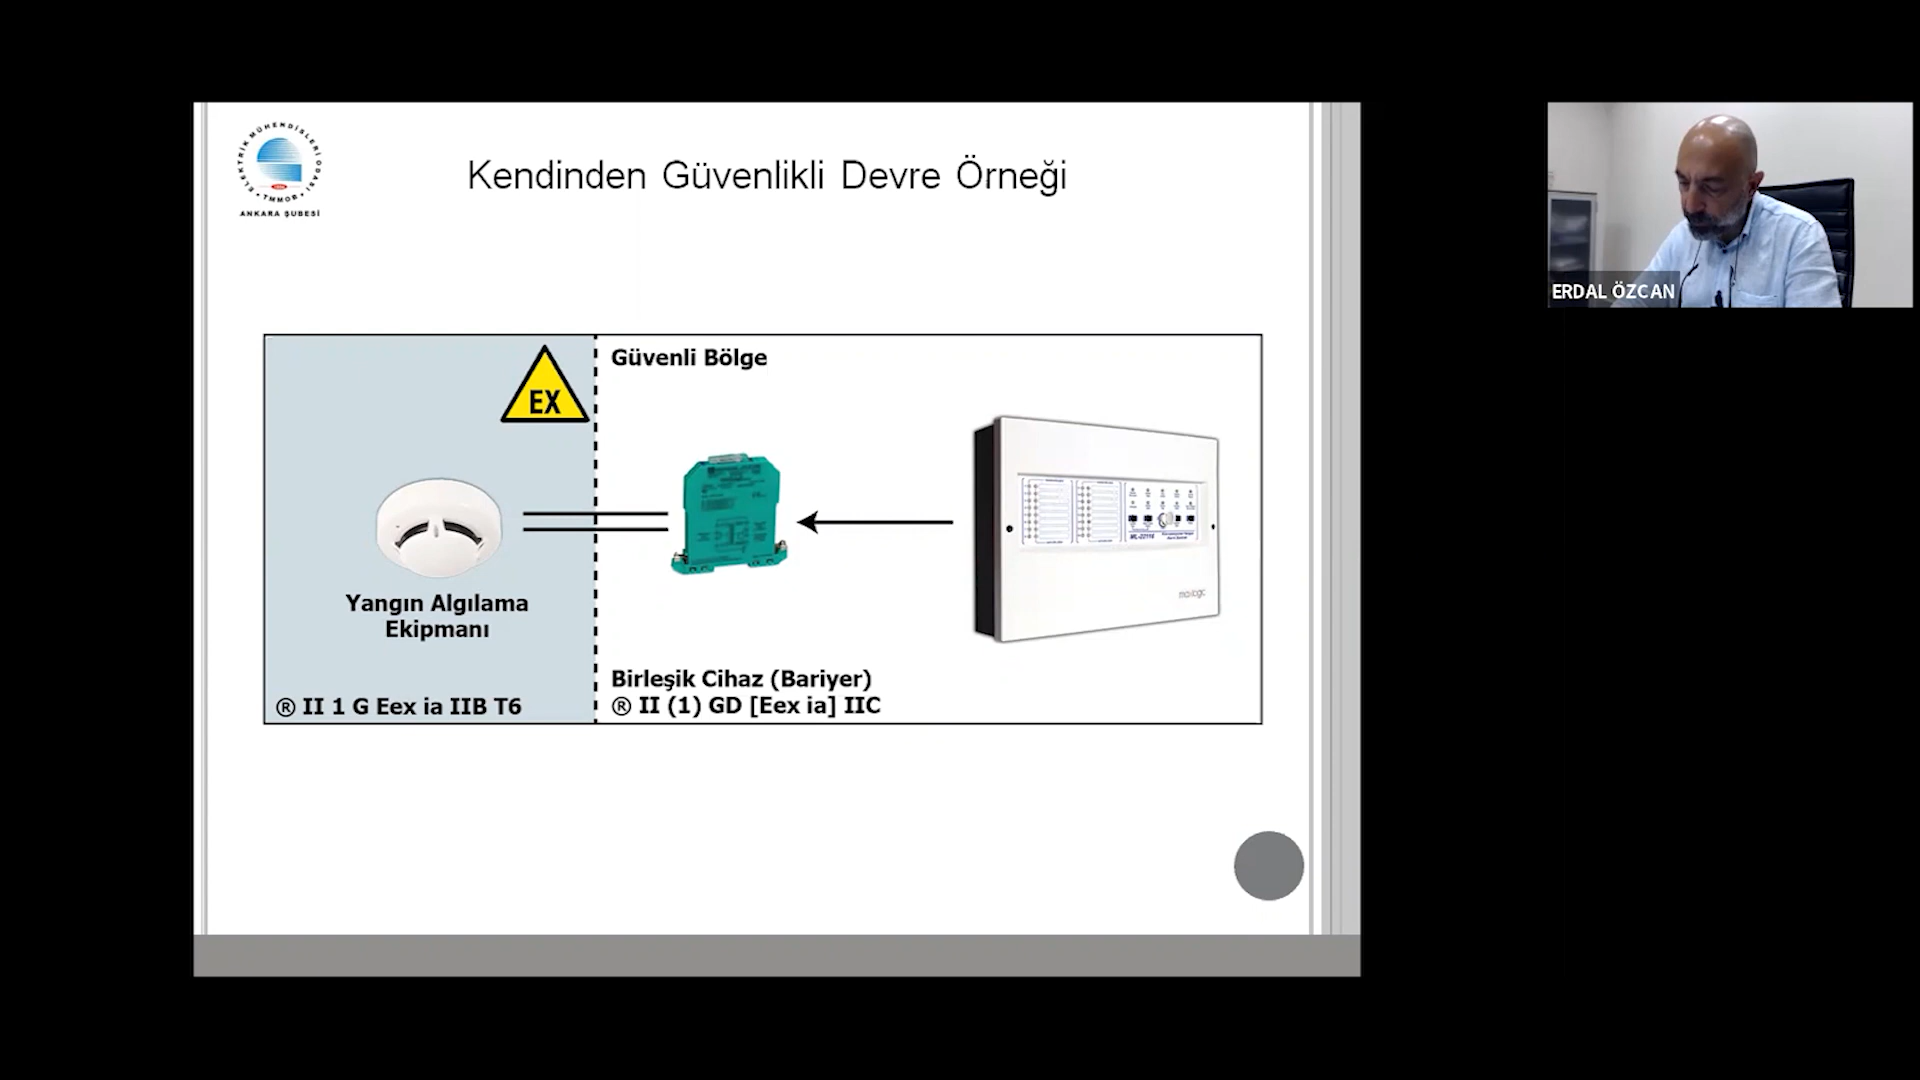 ELEKTRİK MÜHENDİSLERİ ODASI
TMMOB
ANKARA ŞUBESİ
Kendinden Güvenlikli Devre Örneği
ERDAL ÖZCAN
EX
Güvenli Bölge
Yangın Algılama
Ekipmanı
® II 1 G Eex ia IIB T6
Birleşik Cihaz (Bariyer)
® II (1) GD [Eex ia] IIC
maxlogic